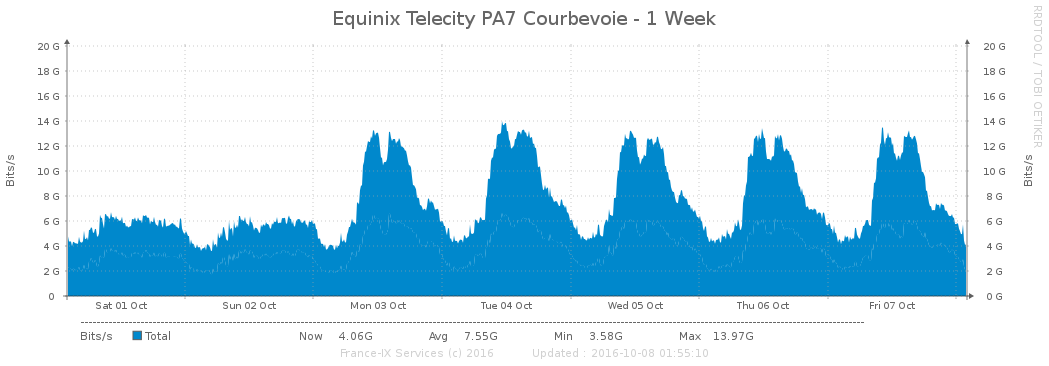 Equinix Telecity PA7 Courbevoie - 1 Week
RRDTOOL / TOBI OETIKER
Bits/s
20 G 20 G
18 G 18 G
16 G 16 G
14 G 14 G
12 G 12 G
10 G 10 G
8 G 8 G
6 G 6 G
4 G 4 G
2 G 2 G
0 0 G
Bits/s
Sat 01 Oct Sun 02 Oct Mon 03 Oct Tue 04 Oct Wed 05 Oct Thu 06 Oct Fri 07 Oct
Bits/s Total Now 4.06G Avg 7.55G Min 3.58G Max 13.97G
France-IX Services (c) 2016 Updated : 2016-10-08 01:55:10